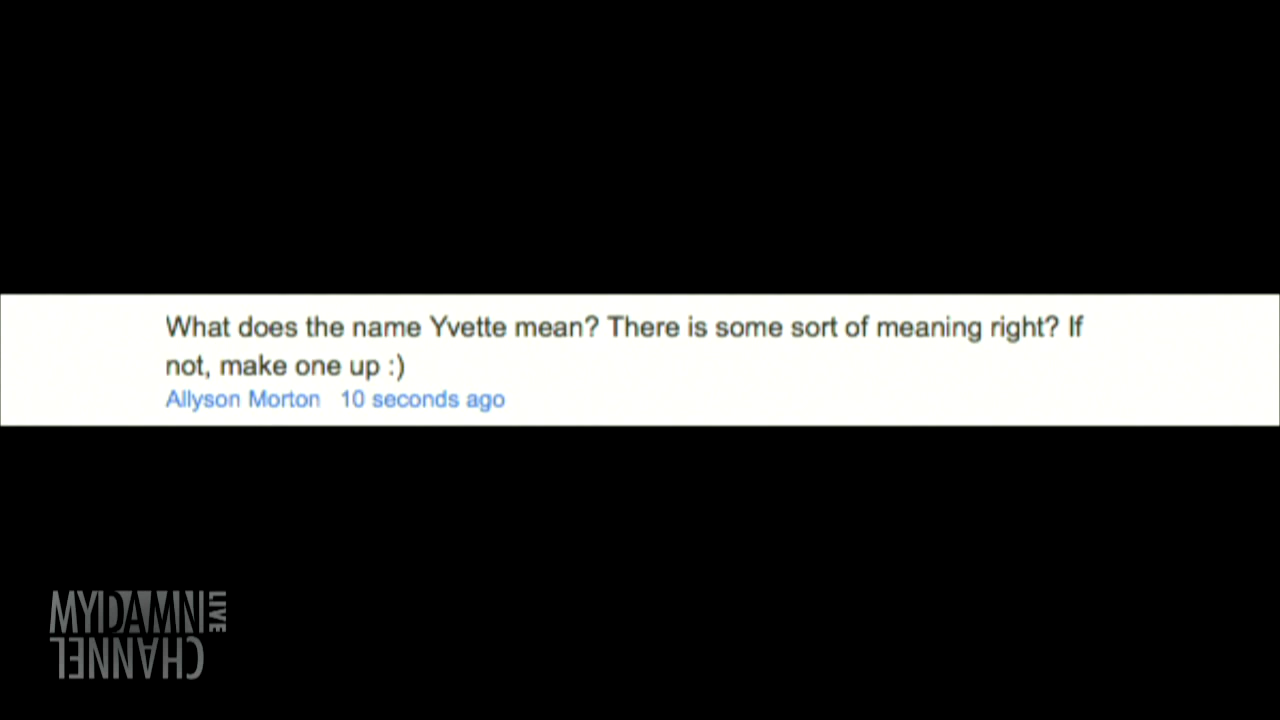 What does the name Yvette mean? There is some sort of meaning right? If
not, make one up :)
Allyson Morton 10 seconds ago
MYDAMN LIVE
CHANNEL